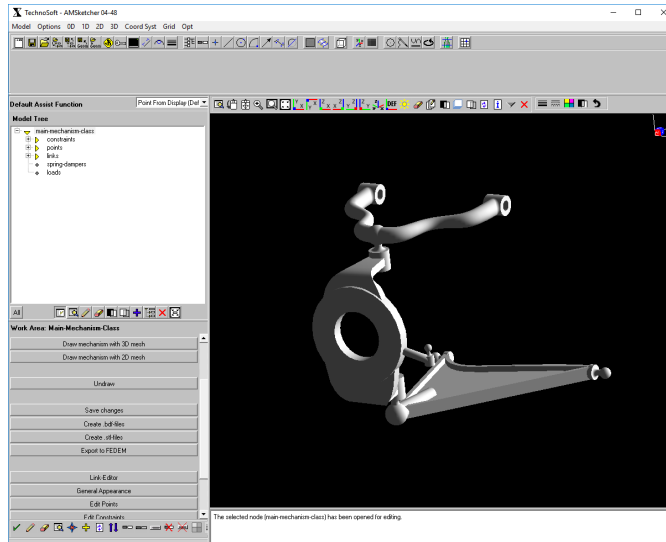 TechnoSoft - AMSketcher 04-48
Model Options 0D 1D 2D 3D Coord Syst Grid Opt
Default Assist Function
Point From Display (Def
Model Tree
main-mechanism-class
constraints
points
links
spring-dampers
loads
All
Work Area: Main-Mechanism-Class
Draw mechanism with 3D mesh
Draw mechanism with 2D mesh
Undraw
Save changes
Create .bdf-files
Create .stl-files
Export to FEDEM
Link-Editor
General Appearance
Edit Points
Edit Constraints
DEF
The selected node (main-mechanism-class) has been opened for editing.